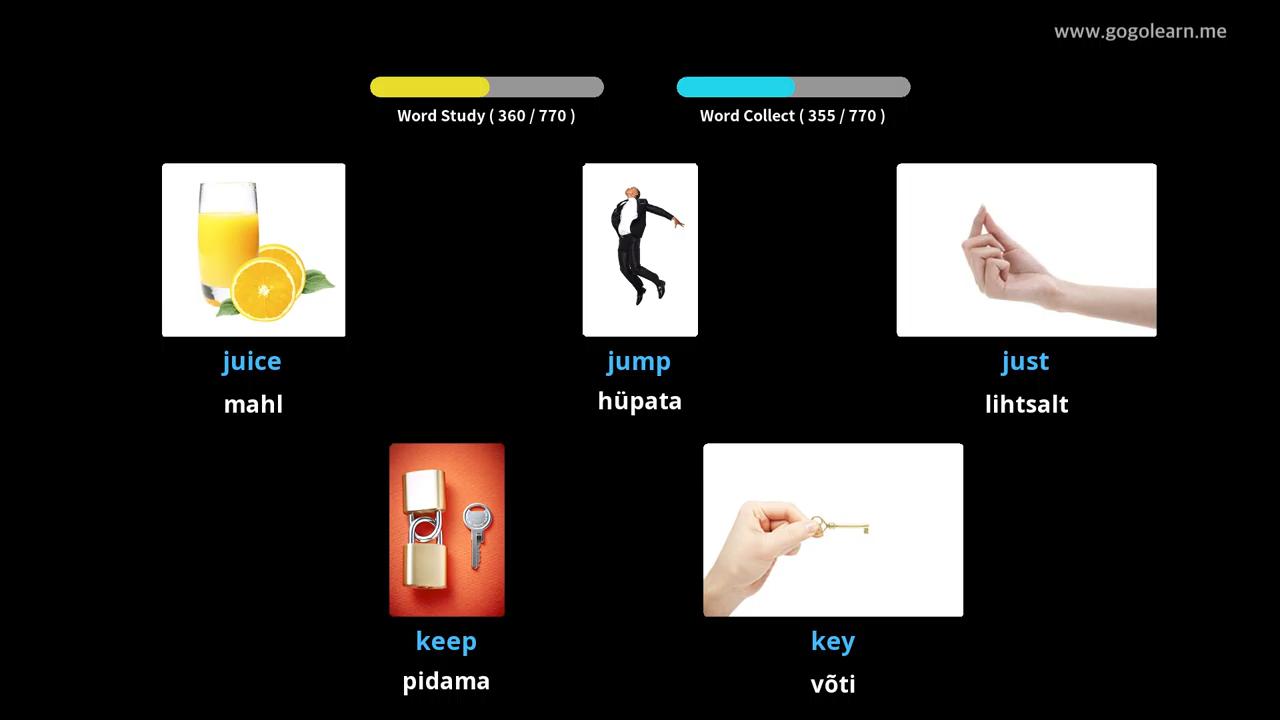 www.gogolearn.me
Word Study ( 360 / 770 )
Word Collect ( 355 / 770 )
juice
mahl
jump
hüpata
just
lihtsalt
keep
pidama
key
võti